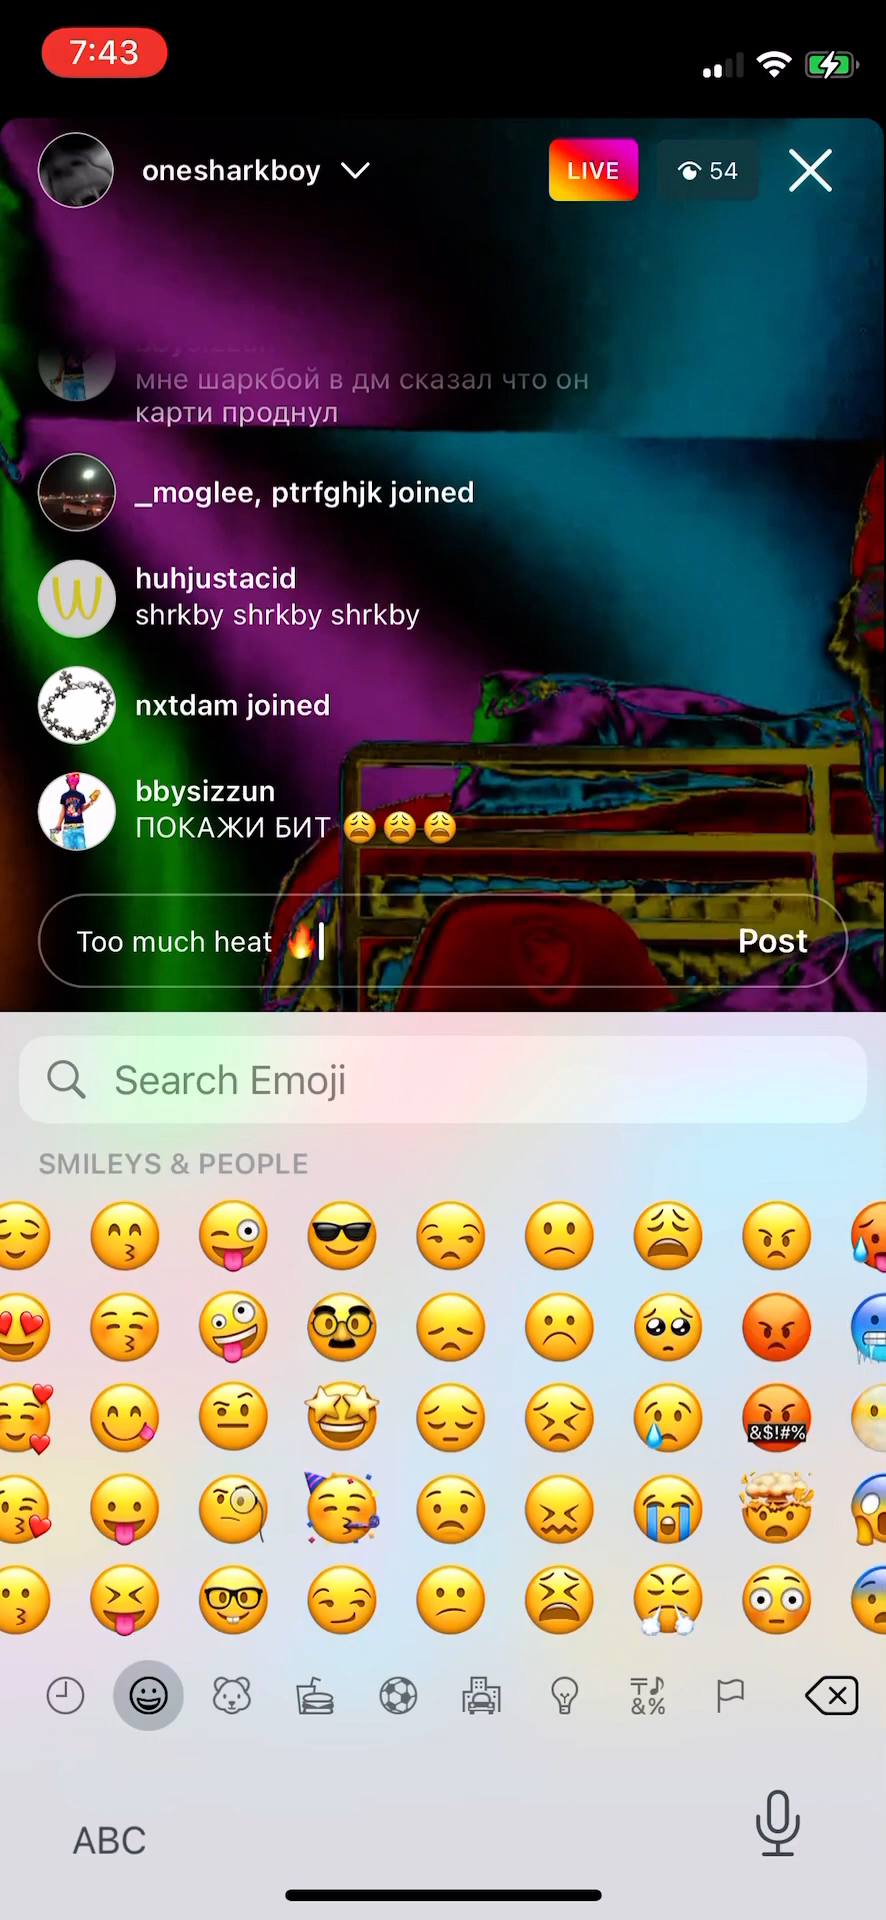 7:43
onesharkboy
LIVE
54
мне шаркбой в дм сказал что он
карти проднул
_moglee, ptrfghjk joined
huhjustacid
shrkby shrkby shrkby
nxtdam joined
bbysizzun
ПОКАЖИ БИТ 😩😩😩
Too much heat 🔥
Post
Search Emoji
SMILEYS & PEOPLE
&$!#%
ABC